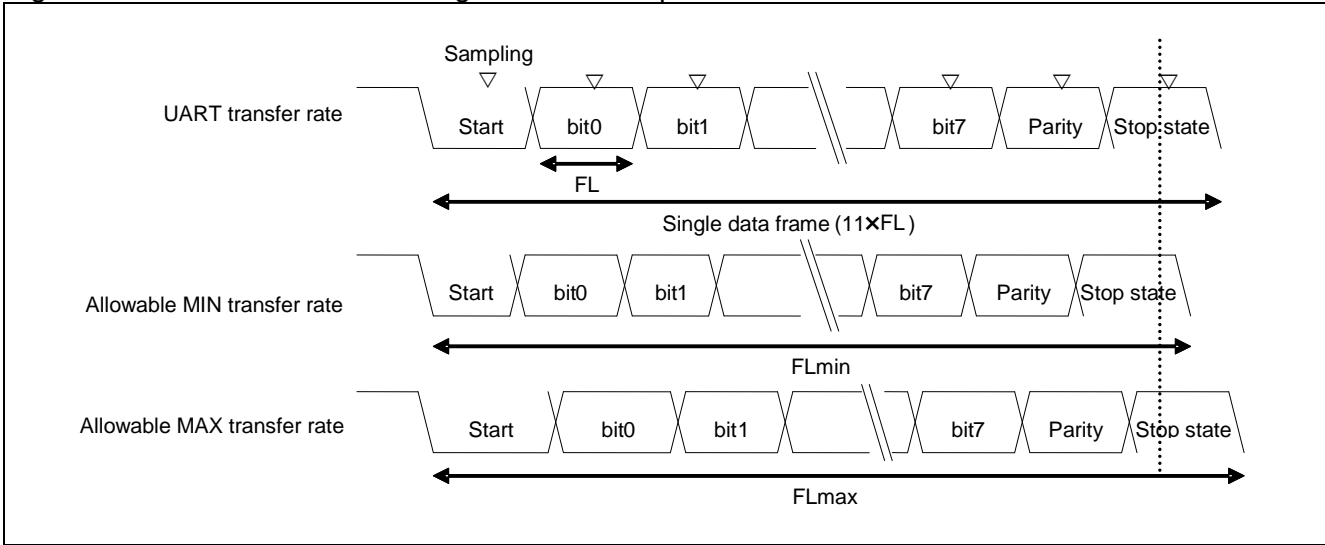 Sampling
UART transfer rate
Start bit0 bit1 bit7 Parity Stop state
FL
Single data frame (11×FL)
Allowable MIN transfer rate
Start bit0 bit1 bit7 Parity Stop state
FLmin
Allowable MAX transfer rate
Start bit0 bit1 bit7 Parity Stop state
FLmax